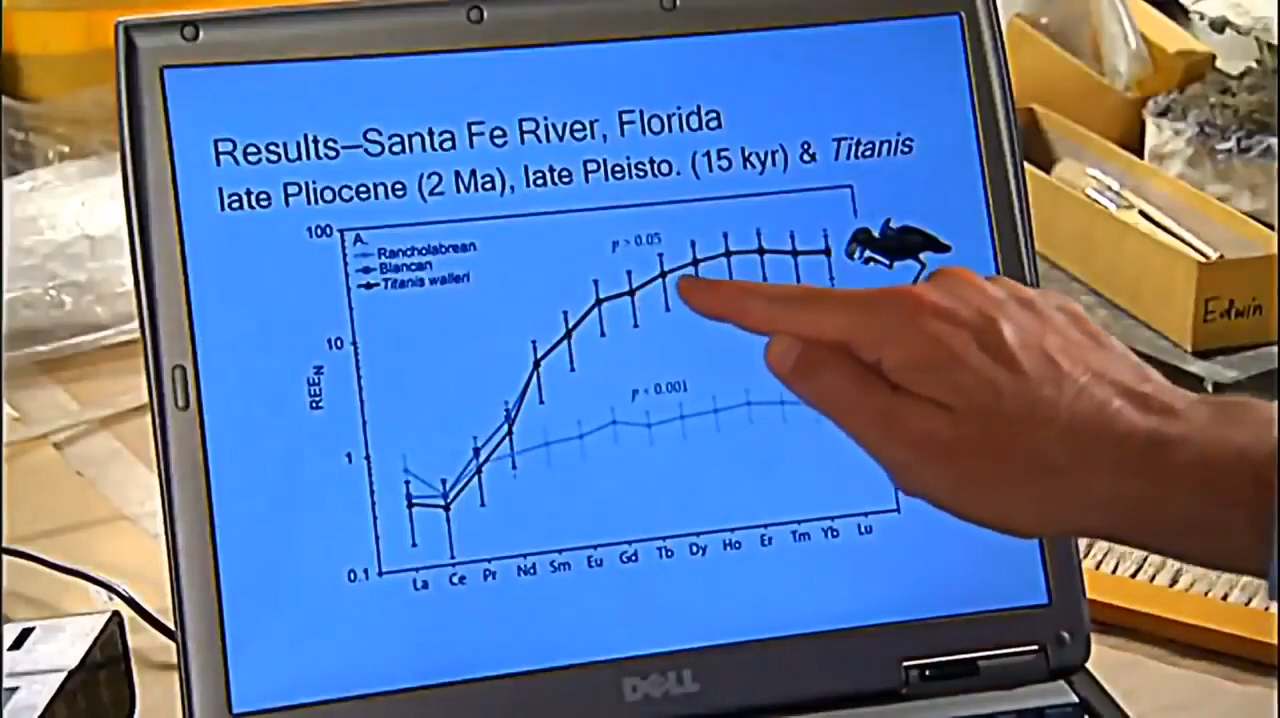 Results–Santa Fe River, Florida
late Pliocene (2 Ma), late Pleisto. (15 kyr) & Titanis
100
A.
Rancholabrean
Blancan
Titanis walleri
p > 0.05
10
REEN
p < 0.001
1
0.1
La Ce Pr Nd Sm Eu Gd Tb Dy Ho Er Tm Yb Lu
Edwin
DELL